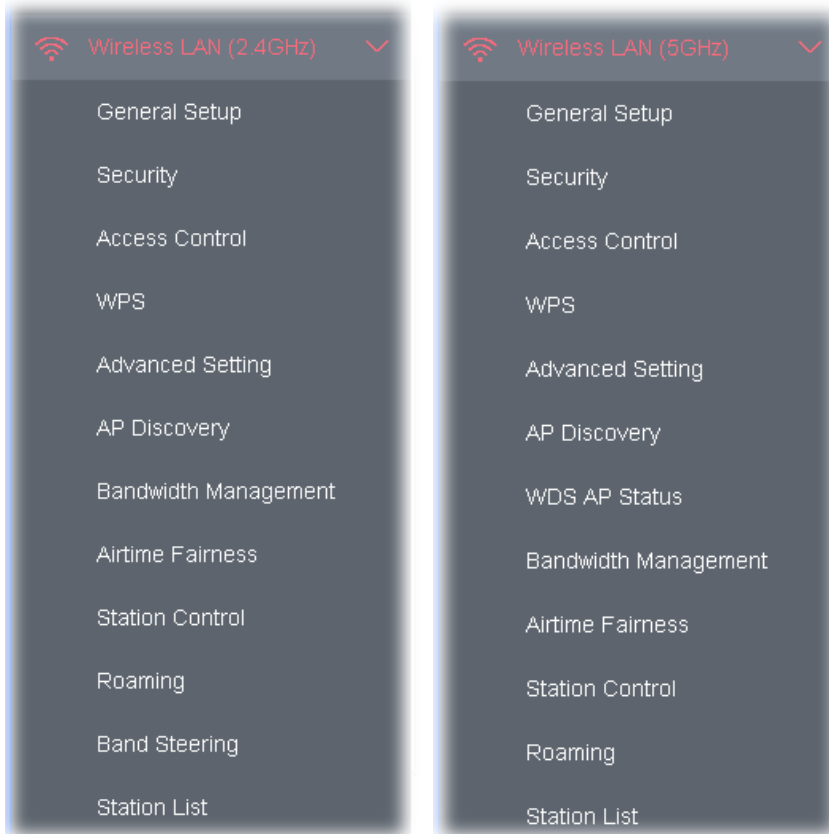 Wireless LAN (2.4GHz)
General Setup
Security
Access Control
WPS
Advanced Setting
AP Discovery
Bandwidth Management
Airtime Fairness
Station Control
Roaming
Band Steering
Station List
Wireless LAN (5GHz)
General Setup
Security
Access Control
WPS
Advanced Setting
AP Discovery
WDS AP Status
Bandwidth Management
Airtime Fairness
Station Control
Roaming
Station List